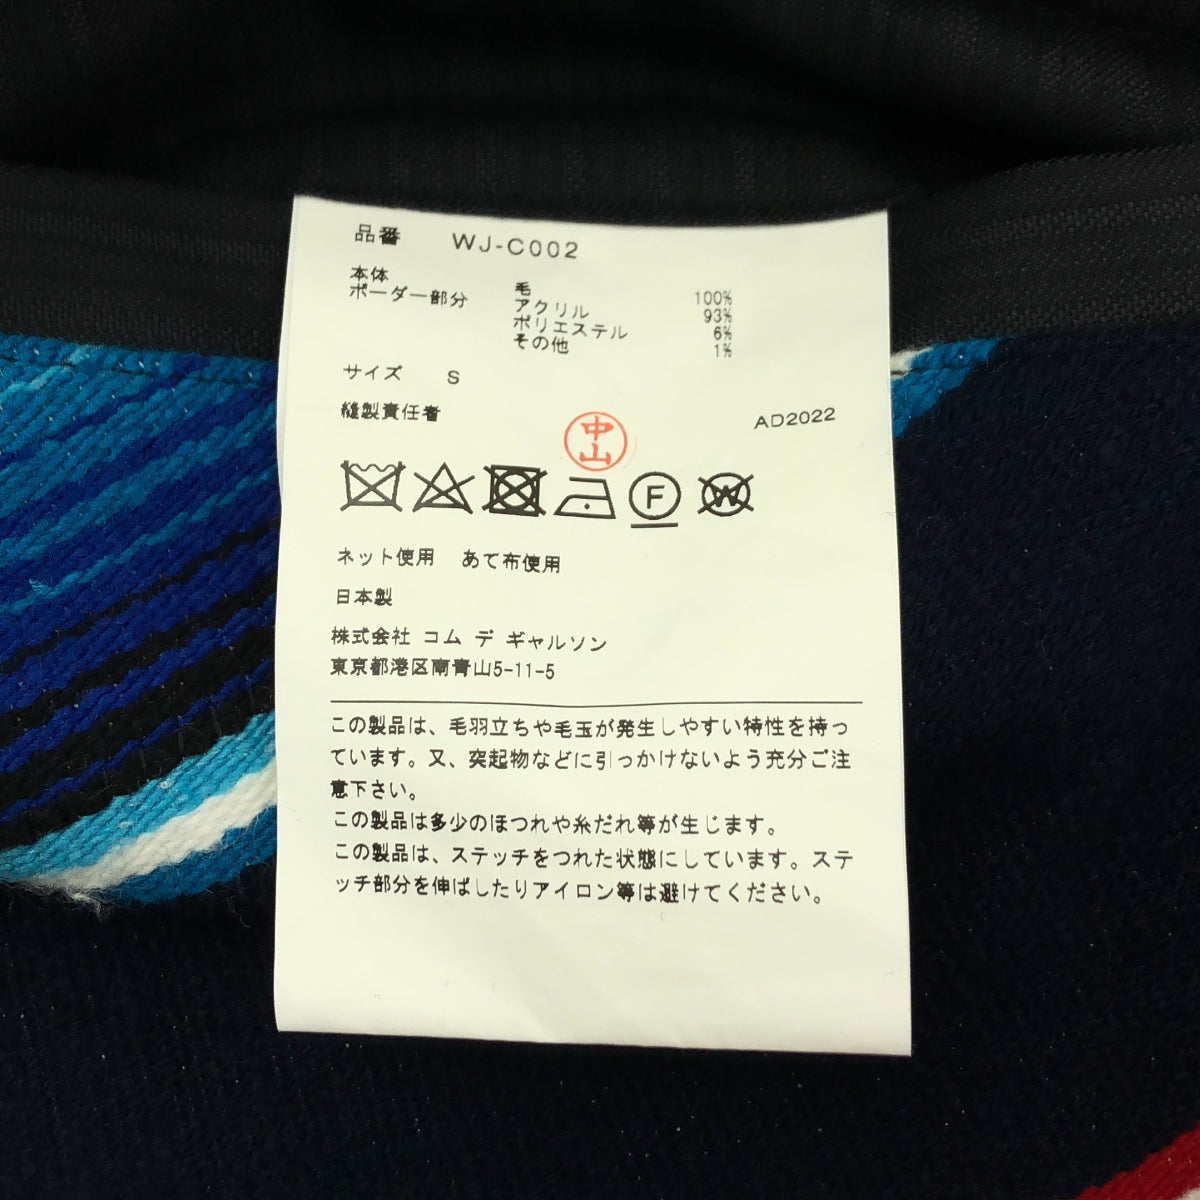 品番 WJ-C002
本体 毛 100%
ボーダー部分 アクリル 93%
ポリエステル 6%
その他 1%
サイズ S
縫製責任者 中山 AD2022
F W
ネット使用 あて布使用
日本製
株式会社 コム デ ギャルソン
東京都港区南青山5-11-5
この製品は、毛羽立ちや毛玉が発生しやすい特性を持っ
ています。又、突起物などに引っかけないよう充分ご注
意下さい。
この製品は多少のほつれや糸だれ等が生じます。
この製品は、ステッチをつれた状態にしています。ステ
ッチ部分を伸ばしたりアイロン等は避けてください。